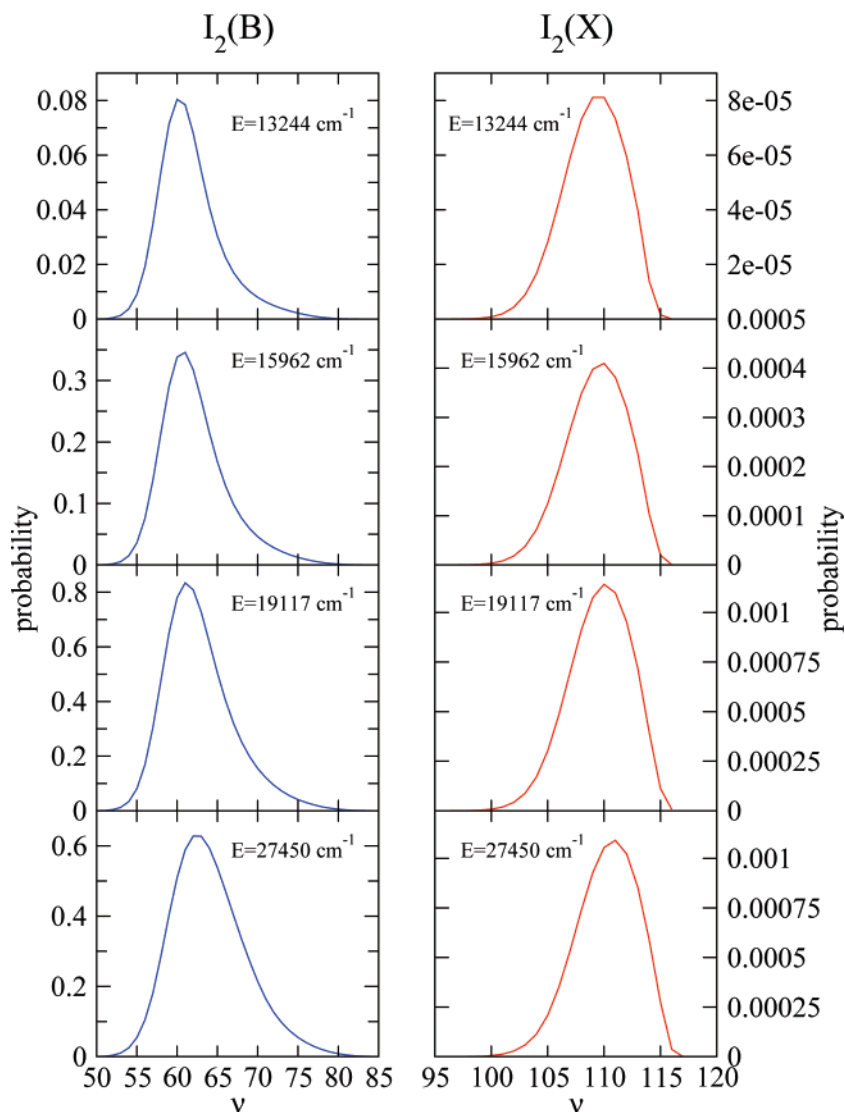 I2(B)
I2(X)
0.08
0.06
0.04
0.02
0
E=13244 cm-1
E=13244 cm-1
8e-05
6e-05
4e-05
2e-05
0.0005
0.3
0.2
0.1
0
E=15962 cm-1
E=15962 cm-1
0.0004
0.0003
0.0002
0.0001
0
probability
probability
0.8
0.6
0.4
0.2
0
E=19117 cm-1
E=19117 cm-1
0.001
0.00075
0.0005
0.00025
0
0.6
0.4
0.2
0
E=27450 cm-1
E=27450 cm-1
0.001
0.00075
0.0005
0.00025
0
50 55 60 65 70 75 80 85
95 100 105 110 115 120
ν
ν